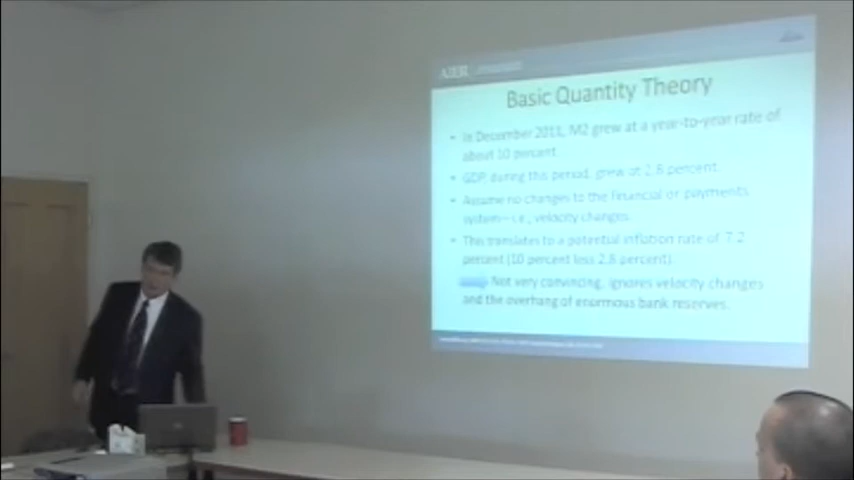 AIER
Basic Quantity Theory
• In December 2011, M2 grew at a year-to-year rate of
about 10 percent.
• GDP, during this period, grew at 2.8 percent.
• Assume no changes to the financial or payments
system – i.e., velocity changes.
• This translates to a potential inflation rate of 7.2
percent (10 percent less 2.8 percent).
Not very convincing, ignores velocity changes
and the overhang of enormous bank reserves.